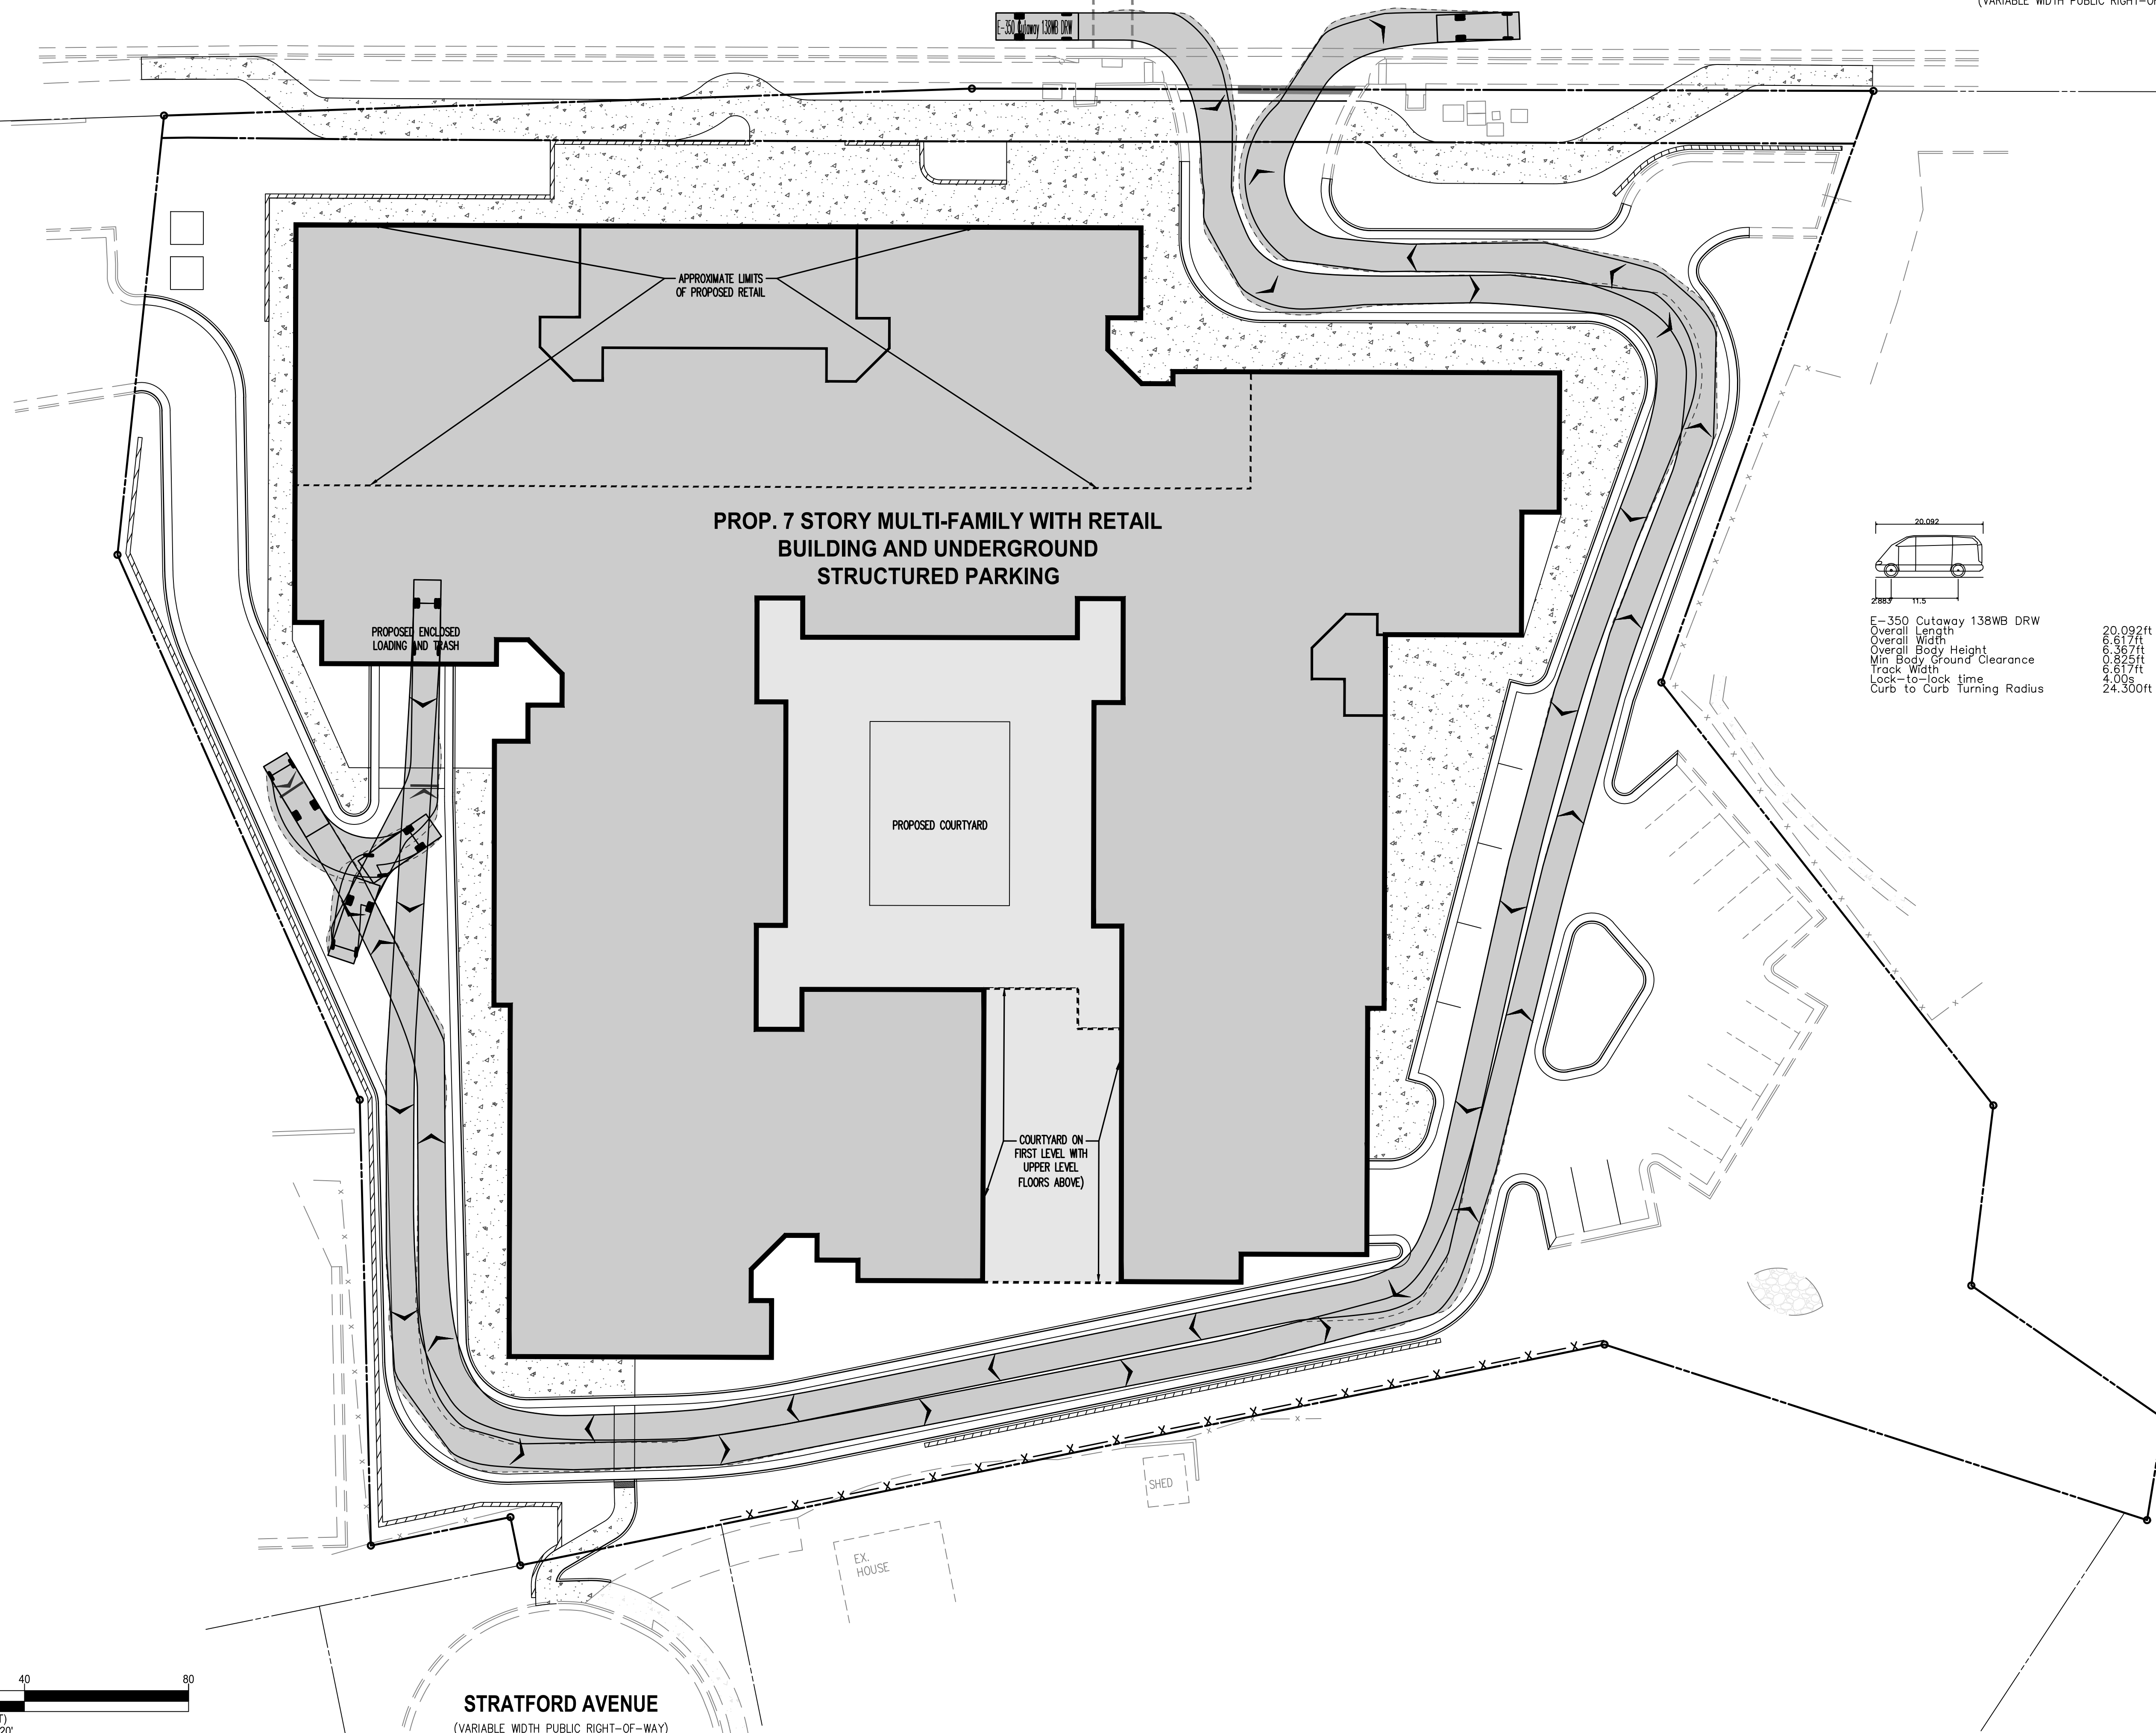 (VARIABLE WIDTH PUBLIC RIGHT-OF
E-350 Cutaway 138WB DRW
APPROXIMATE LIMITS
OF PROPOSED RETAIL
PROP. 7 STORY MULTI-FAMILY WITH RETAIL
BUILDING AND UNDERGROUND
STRUCTURED PARKING
20.092
2.883 11.5
E-350 Cutaway 138WB DRW
Overall Length 20.092ft
Overall Width 6.617ft
Overall Body Height 6.367ft
Min Body Ground Clearance 0.825ft
Track Width 6.617ft
Lock-to-lock time 4.00s
Curb to Curb Turning Radius 24.300ft
PROPOSED ENCLOSED
LOADING AND TRASH
PROPOSED COURTYARD
COURTYARD ON
FIRST LEVEL WITH
UPPER LEVEL
FLOORS ABOVE)
SHED
EX.
HOUSE
40 80
T)
20'
STRATFORD AVENUE
(VARIABLE WIDTH PUBLIC RIGHT-OF-WAY)